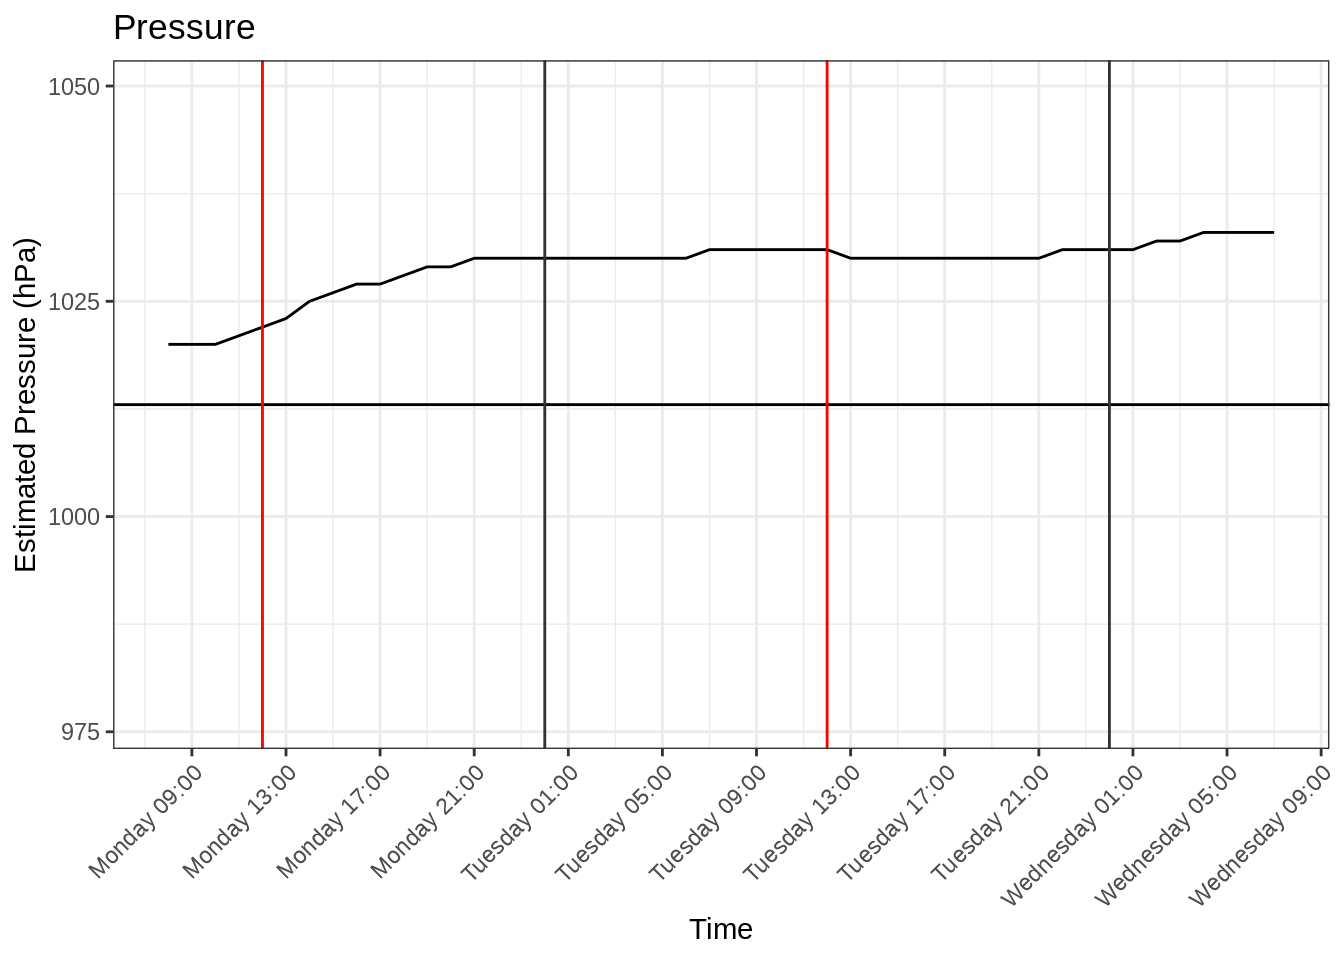 Pressure
Estimated Pressure (hPa)
1050
1025
1000
975
Monday 09:00
Monday 13:00
Monday 17:00
Monday 21:00
Tuesday 01:00
Tuesday 05:00
Tuesday 09:00
Tuesday 13:00
Tuesday 17:00
Tuesday 21:00
Wednesday 01:00
Wednesday 05:00
Wednesday 09:00
Time